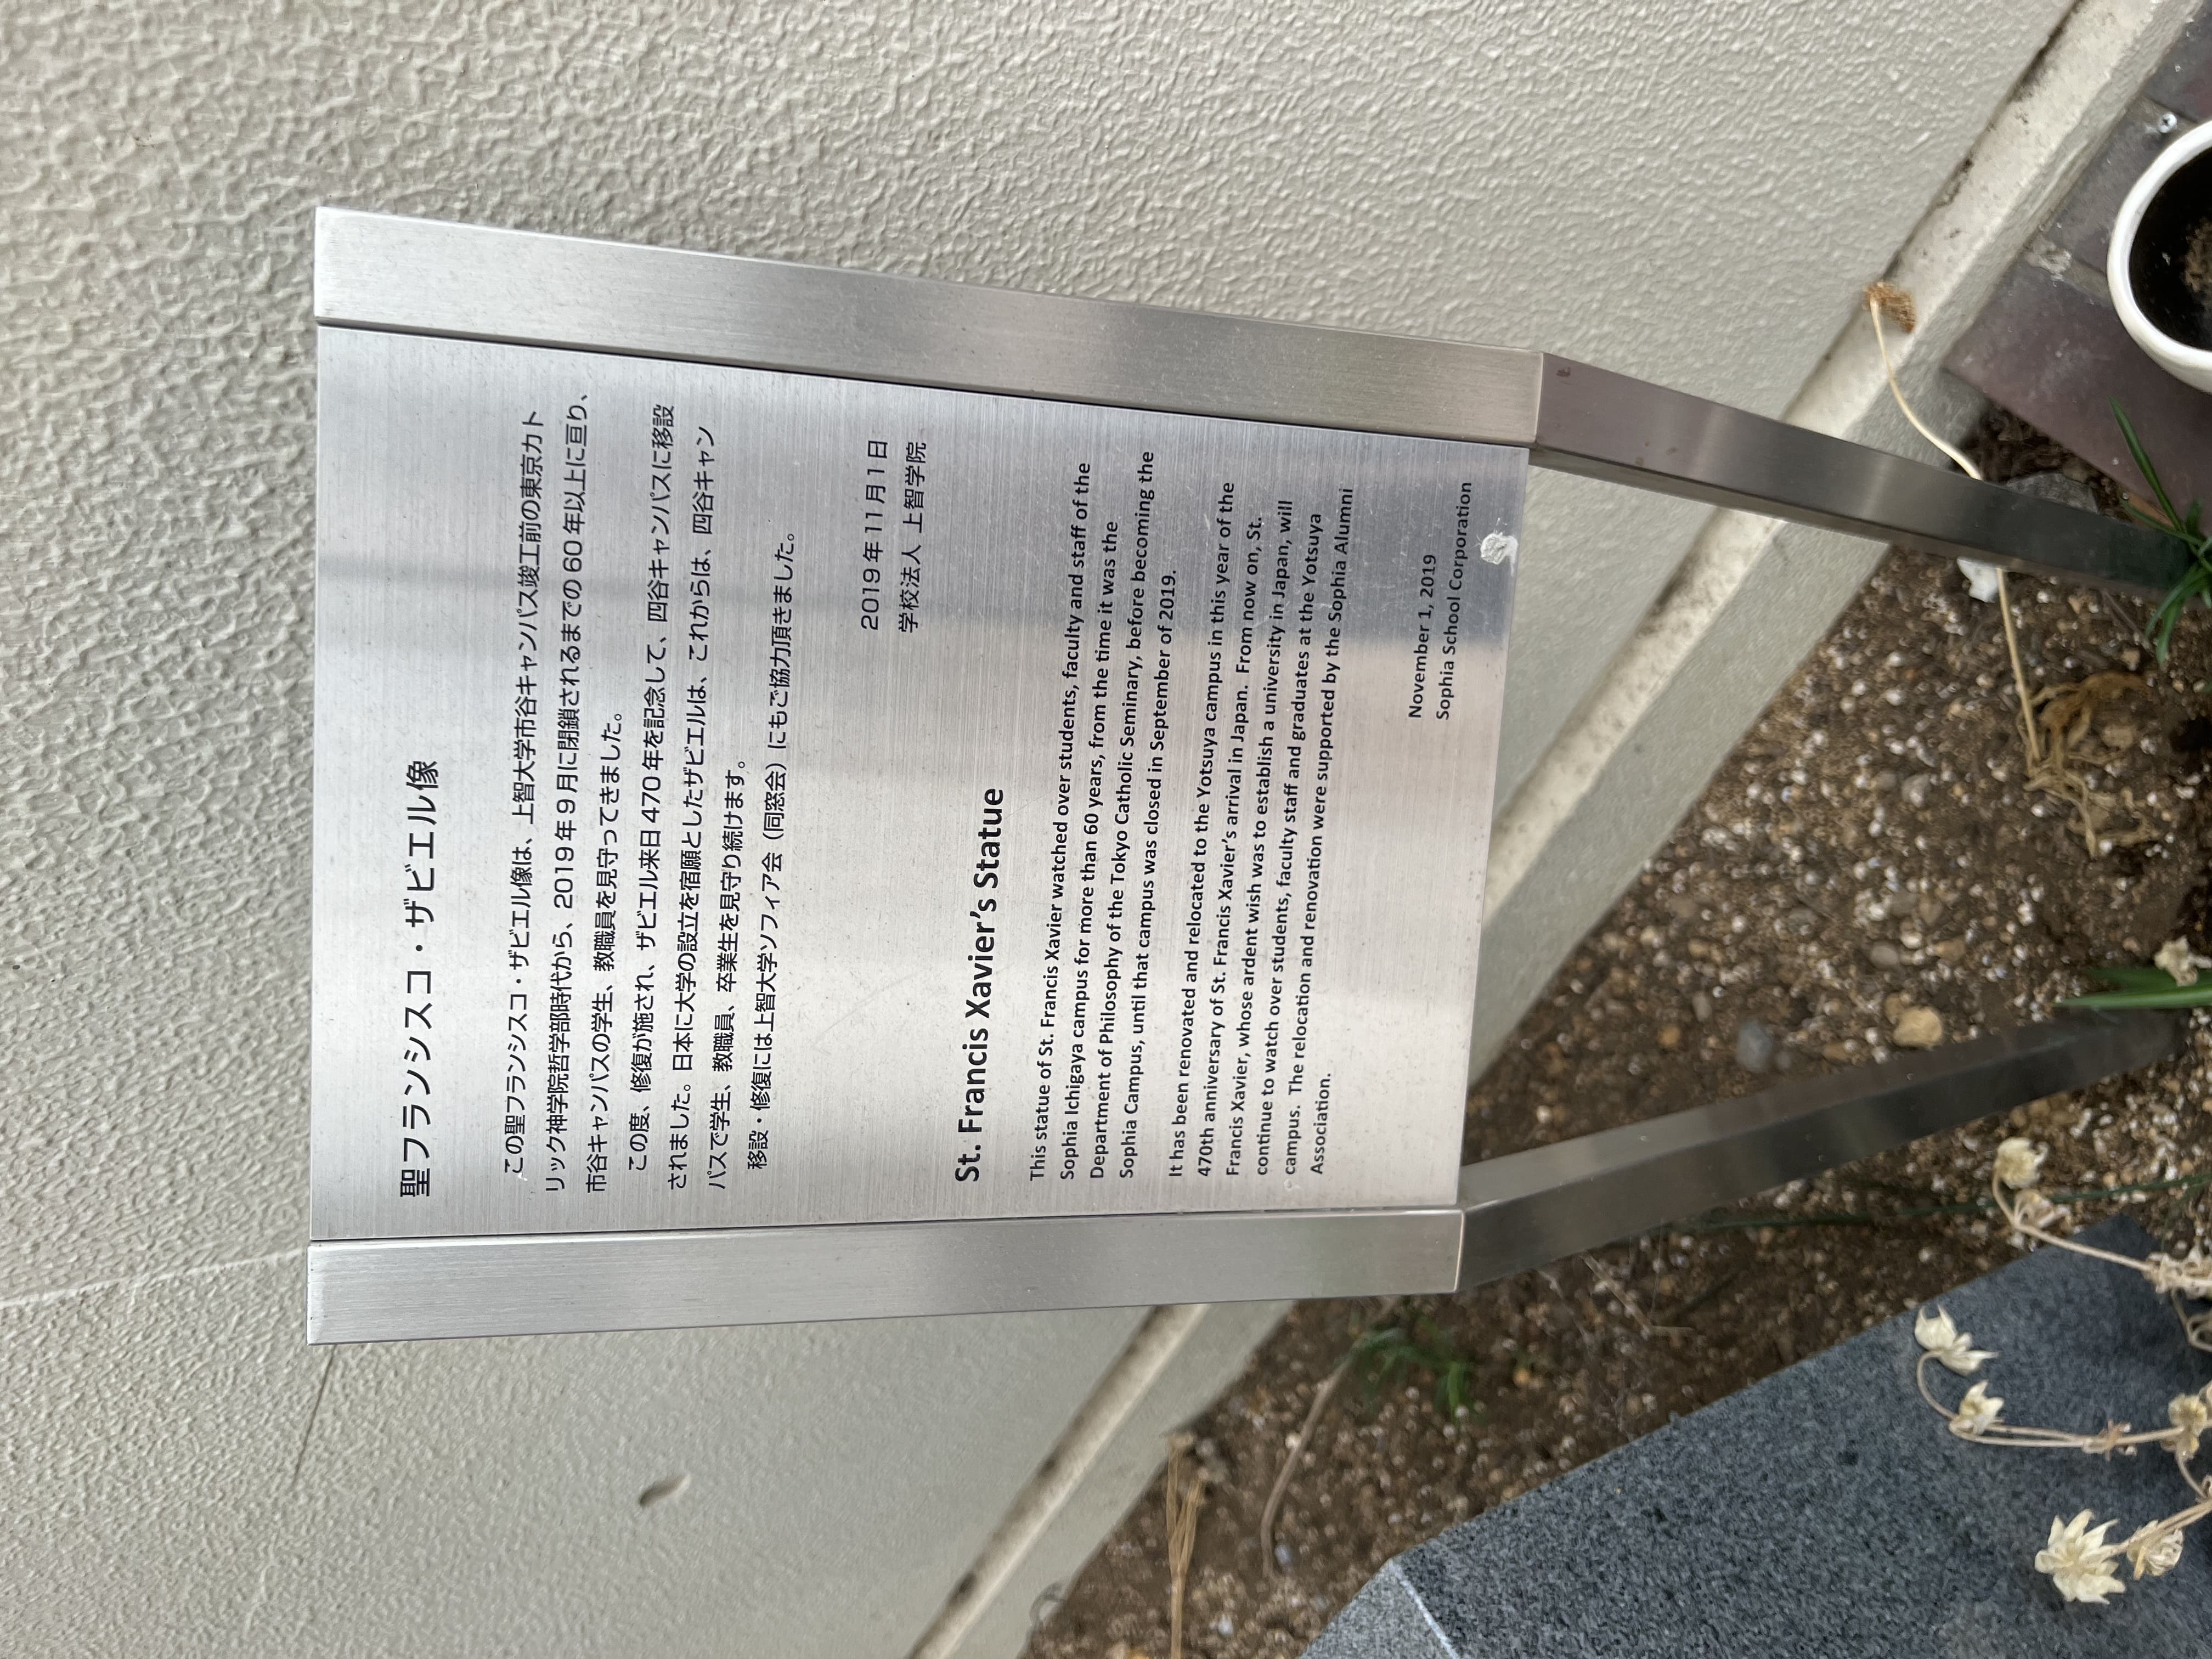 聖フランシスコ・ザビエル像
この聖フランシスコ・ザビエル像は、上智大学市谷キャンパス竣工前の東京カト
リック神学院哲学部時代から、2019年9月に閉鎖されるまでの60年以上に亘り、
市谷キャンパスの学生、教職員を見守ってきました。
この度、修復が施され、ザビエル来日470年を記念して、四谷キャンパスに移設
されました。日本に大学の設立を宿願としたザビエルは、これからは、四谷キャン
パスで学生、教職員、卒業生を見守り続けます。
移設・修復には上智大学ソフィア会（同窓会）にもご協力頂きました。
2019年11月1日
学校法人 上智学院
St. Francis Xavier’s Statue
This statue of St. Francis Xavier watched over students, faculty and staff of the
Sophia Ichigaya campus for more than 60 years, from the time it was the
Department of Philosophy of the Tokyo Catholic Seminary, before becoming the
Sophia Campus, until that campus was closed in September of 2019.
It has been renovated and relocated to the Yotsuya campus in this year of the
470th anniversary of St. Francis Xavier’s arrival in Japan. From now on, St.
Francis Xavier, whose ardent wish was to establish a university in Japan, will
continue to watch over students, faculty staff and graduates at the Yotsuya
campus. The relocation and renovation were supported by the Sophia Alumni
Association.
November 1, 2019
Sophia School Corporation